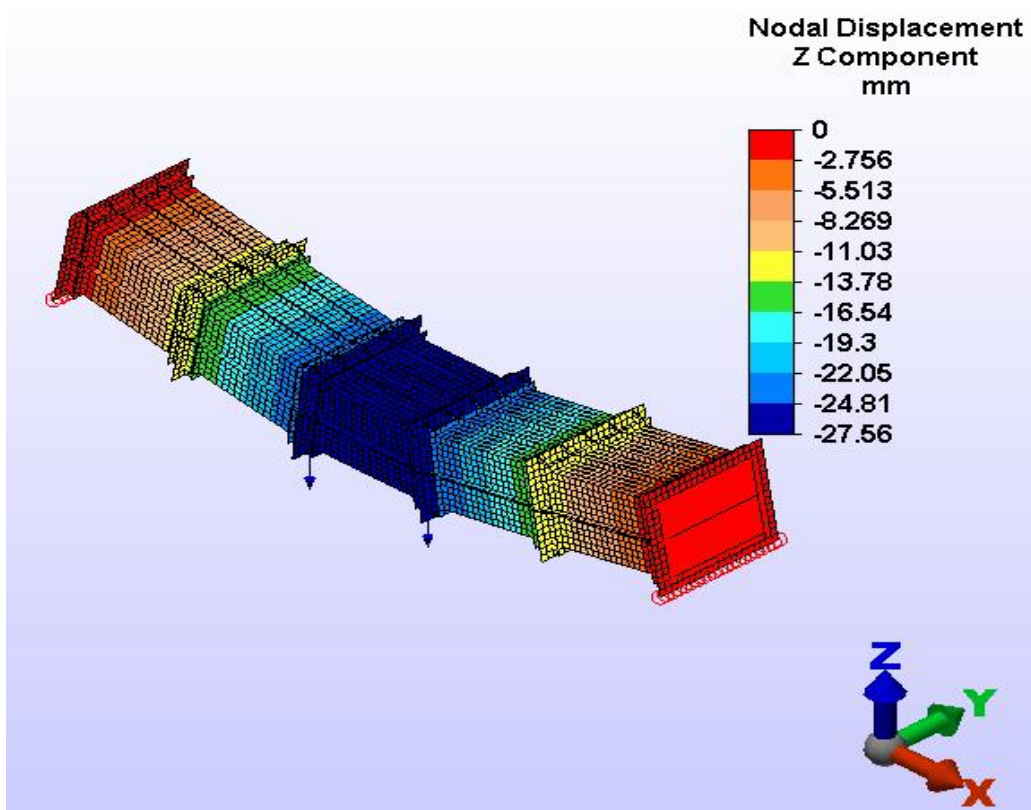 Nodal Displacement
Z Component
mm
0
-2.756
-5.513
-8.269
-11.03
-13.78
-16.54
-19.3
-22.05
-24.81
-27.56
Z
Y
X